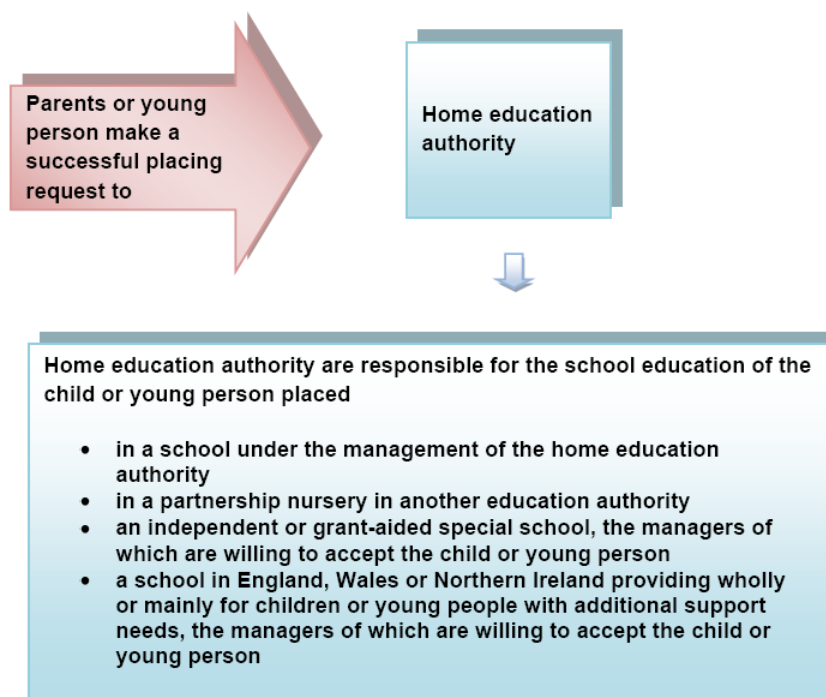 Parents or young
person make a
successful placing
request to
Home education
authority
Home education authority are responsible for the school education of the
child or young person placed
• in a school under the management of the home education
authority
• in a partnership nursery in another education authority
• an independent or grant-aided special school, the managers of
which are willing to accept the child or young person
• a school in England, Wales or Northern Ireland providing wholly
or mainly for children or young people with additional support
needs, the managers of which are willing to accept the child or
young person